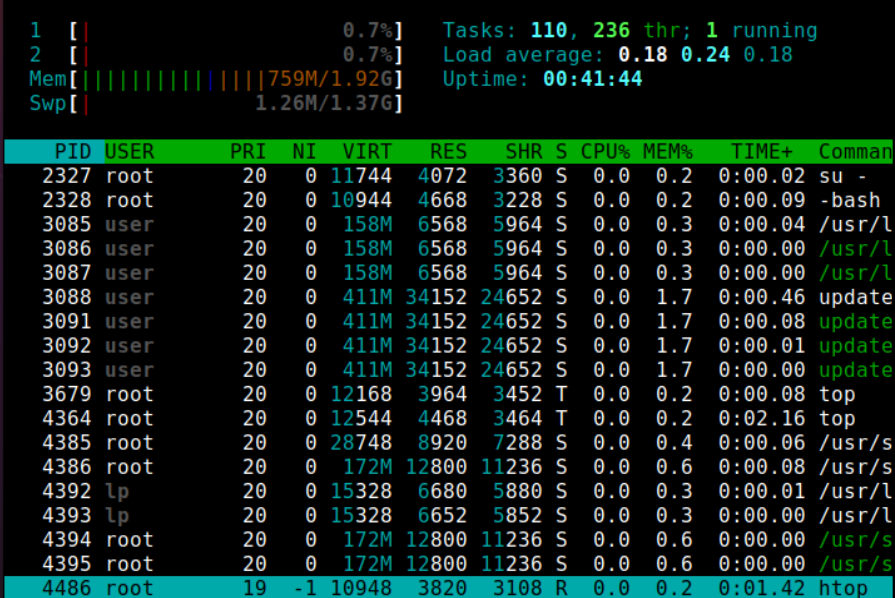 1 [| 0.7%] Tasks: 110, 236 thr; 1 running
2 [| 0.7%] Load average: 0.18 0.24 0.18
Mem[|||||||||||||||759M/1.92G] Uptime: 00:41:44
Swp[| 1.26M/1.37G]
PID USER PRI NI VIRT RES SHR S CPU% MEM% TIME+ Comman
2327 root 20 0 11744 4072 3360 S 0.0 0.2 0:00.02 su -
2328 root 20 0 10944 4668 3228 S 0.0 0.2 0:00.09 -bash
3085 user 20 0 158M 6568 5964 S 0.0 0.3 0:00.04 /usr/l
3086 user 20 0 158M 6568 5964 S 0.0 0.3 0:00.00 /usr/l
3087 user 20 0 158M 6568 5964 S 0.0 0.3 0:00.00 /usr/l
3088 user 20 0 411M 34152 24652 S 0.0 1.7 0:00.46 update
3091 user 20 0 411M 34152 24652 S 0.0 1.7 0:00.08 update
3092 user 20 0 411M 34152 24652 S 0.0 1.7 0:00.01 update
3093 user 20 0 411M 34152 24652 S 0.0 1.7 0:00.00 update
3679 root 20 0 12168 3964 3452 T 0.0 0.2 0:00.08 top
4364 root 20 0 12544 4468 3464 T 0.0 0.2 0:02.16 top
4385 root 20 0 28748 8920 7288 S 0.0 0.4 0:00.06 /usr/s
4386 root 20 0 172M 12800 11236 S 0.0 0.6 0:00.08 /usr/s
4392 lp 20 0 15328 6680 5880 S 0.0 0.3 0:00.01 /usr/l
4393 lp 20 0 15328 6652 5852 S 0.0 0.3 0:00.00 /usr/l
4394 root 20 0 172M 12800 11236 S 0.0 0.6 0:00.00 /usr/s
4395 root 20 0 172M 12800 11236 S 0.0 0.6 0:00.00 /usr/s
4486 root 19 -1 10948 3820 3108 R 0.0 0.2 0:01.42 htop